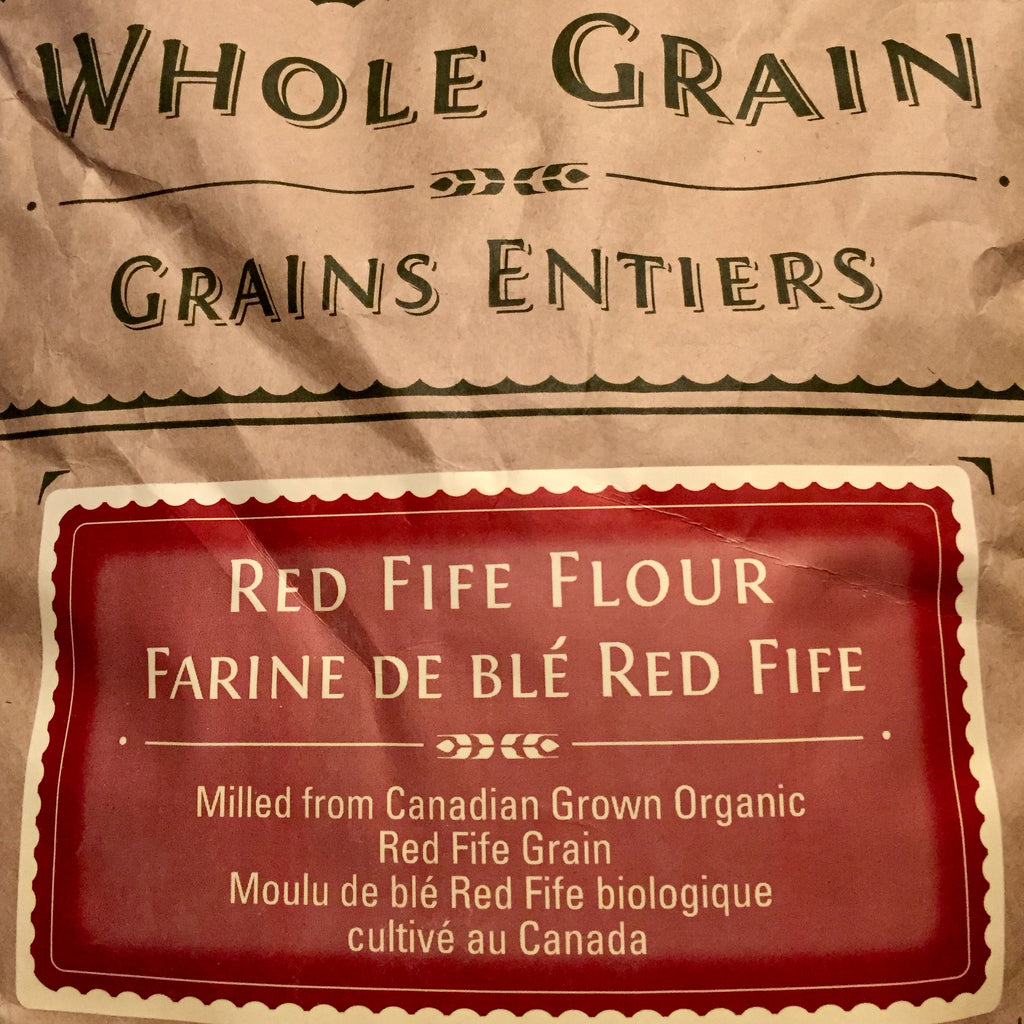 WHOLE GRAIN
GRAINS ENTIERS
RED FIFE FLOUR
FARINE DE BLÉ RED FIFE
Milled from Canadian Grown Organic
Red Fife Grain
Moulu de blé Red Fife biologique
cultivé au Canada